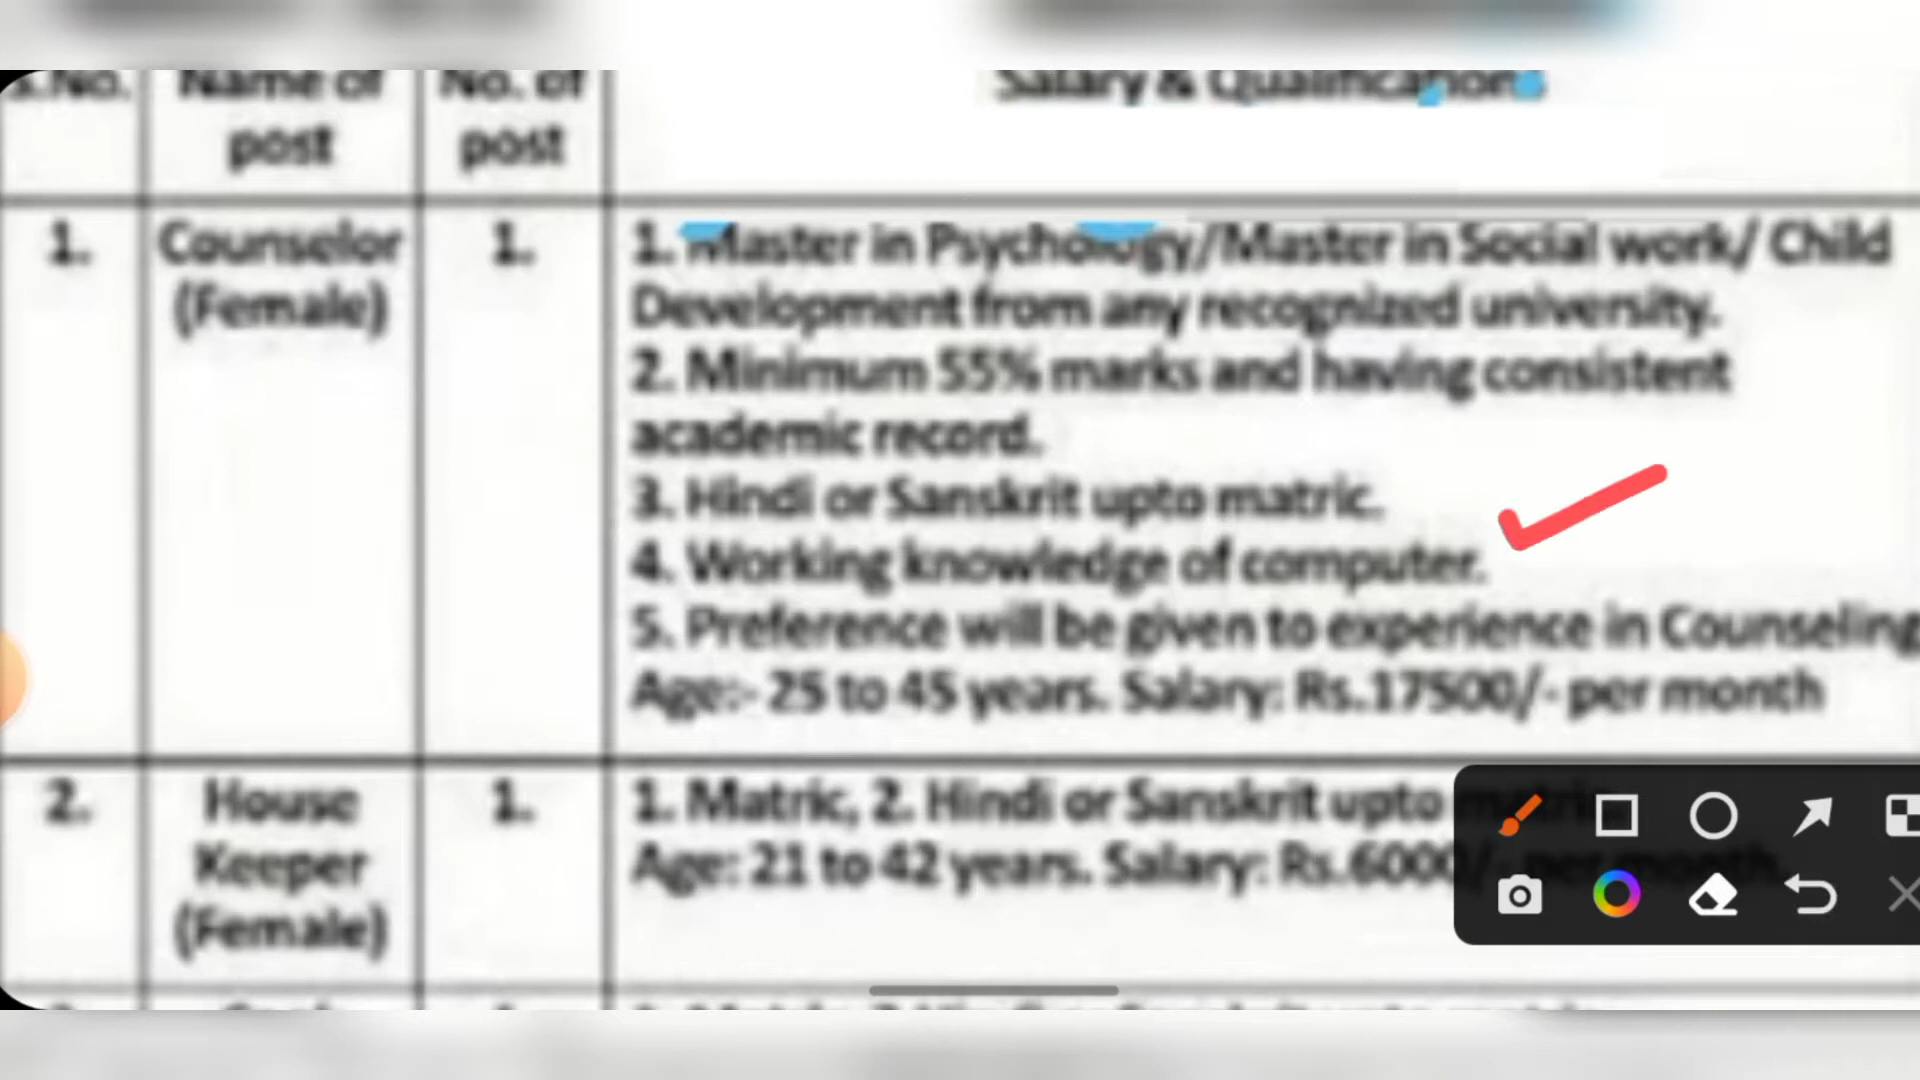 S.No. Name of post No. of post Salary & Qualifications
1. Counselor (Female) 1. 1. Master in Psychology/Master in Social work/ Child
Development from any recognized university.
2. Minimum 55% marks and having consistent
academic record.
3. Hindi or Sanskrit upto matric.
4. Working knowledge of computer.
5. Preference will be given to experience in Counseling
Age:- 25 to 45 years. Salary: Rs.17500/- per month
2. House Keeper (Female) 1. 1. Matric, 2. Hindi or Sanskrit upto matric.
Age: 21 to 42 years. Salary: Rs.6000/- per month.